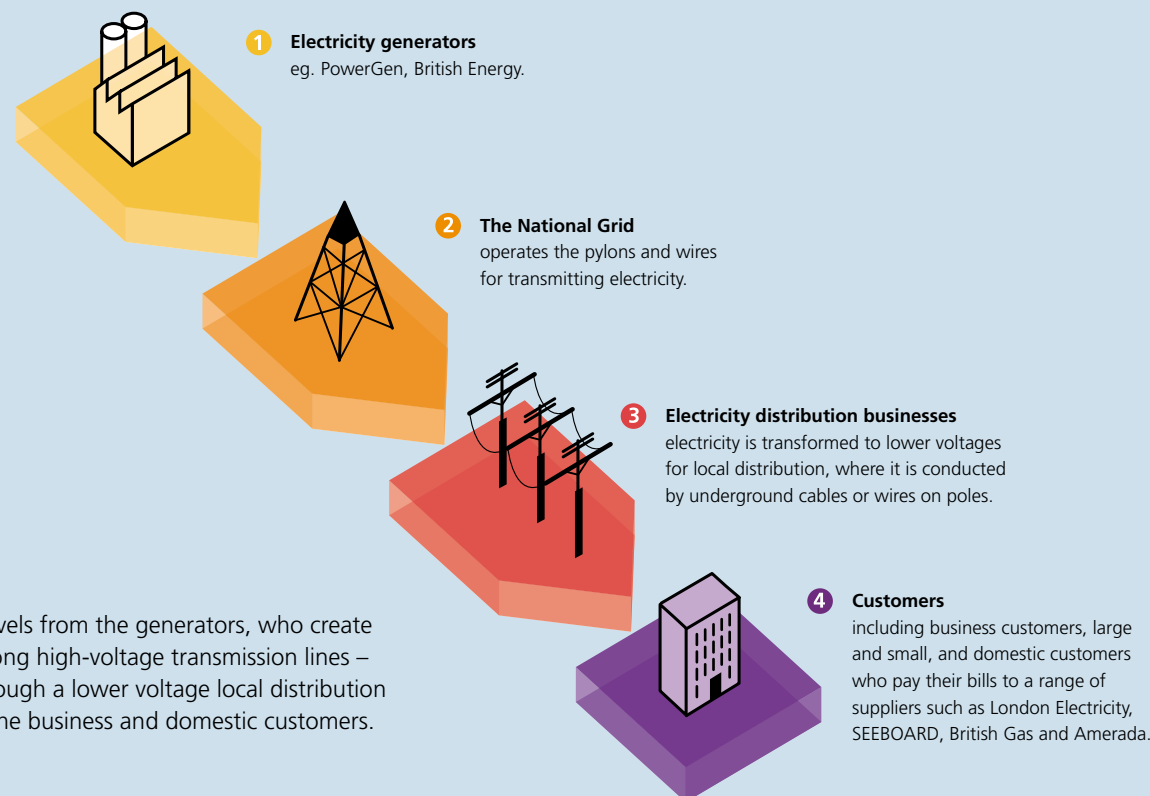 1 Electricity generators
eg. PowerGen, British Energy.
2 The National Grid
operates the pylons and wires
for transmitting electricity.
3 Electricity distribution businesses
electricity is transformed to lower voltages
for local distribution, where it is conducted
by underground cables or wires on poles.
4 Customers
including business customers, large
and small, and domestic customers
who pay their bills to a range of
suppliers such as London Electricity,
SEEBOARD, British Gas and Amerada.
from the generators, who create
high-voltage transmission lines –
a lower voltage local distribution
business and domestic customers.